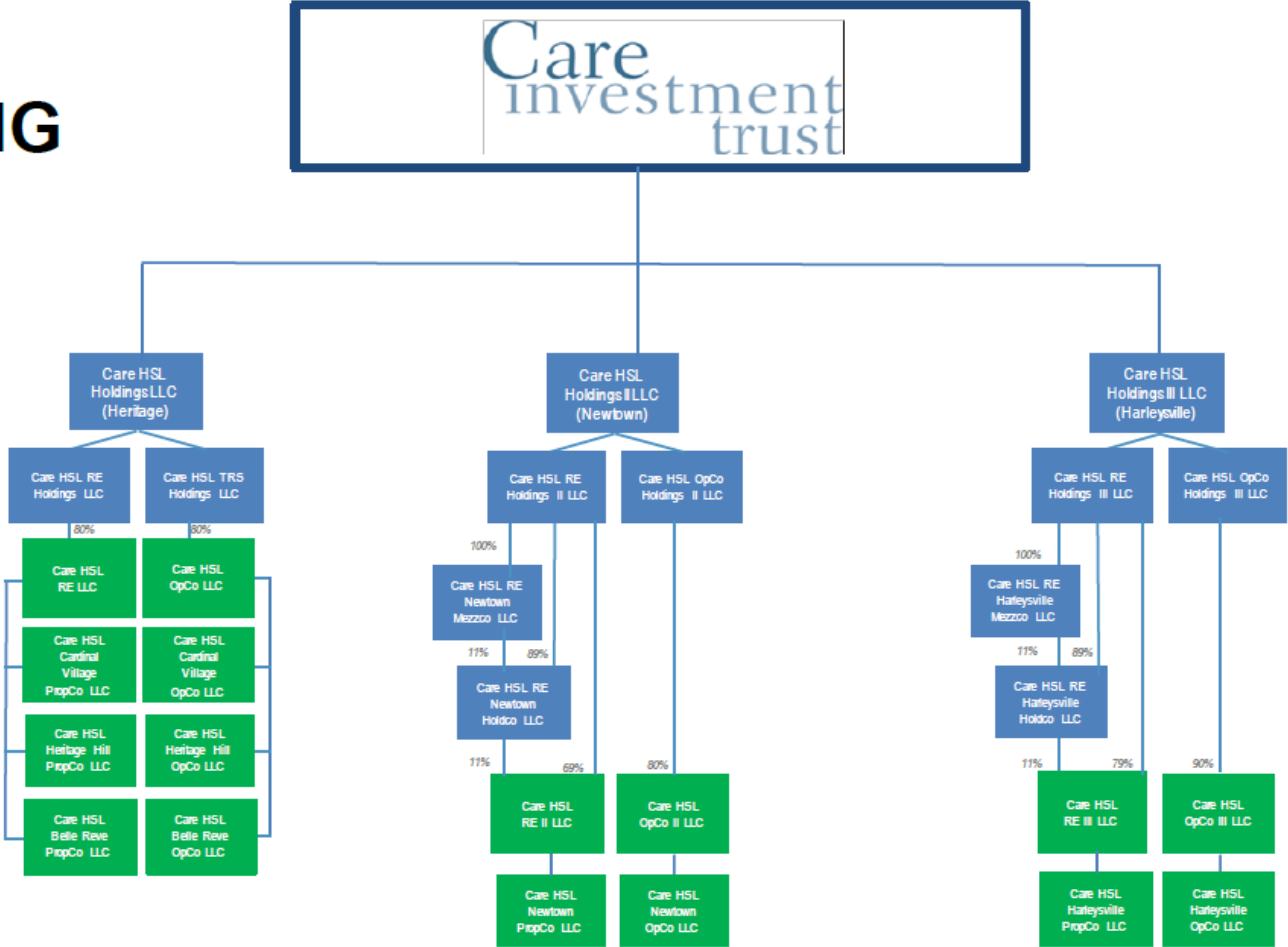 Care
investment
trust
IG
Care HSL
Holdings LLC
(Heritage)
Care HSL
Holdings II LLC
(Newtown)
Care HSL
Holdings III LLC
(Harleysville)
Care HSL RE
Holdings LLC
Care HSL TRS
Holdings LLC
Care HSL RE
Holdings II LLC
Care HSL OpCo
Holdings II LLC
Care HSL RE
Holdings III LLC
Care HSL OpCo
Holdings III LLC
80%
80%
Care HSL
RE LLC
Care HSL
OpCo LLC
Care HSL
Cardinal
Village
PropCo LLC
Care HSL
Cardinal
Village
OpCo LLC
Care HSL
Heritage Hill
PropCo LLC
Care HSL
Heritage Hill
OpCo LLC
Care HSL
Belle Reve
PropCo LLC
Care HSL
Belle Reve
OpCo LLC
100%
Care HSL RE
Newtown
Mezzco LLC
11%
89%
Care HSL RE
Newtown
Holdco LLC
11%
69%
80%
Care HSL
RE II LLC
Care HSL
OpCo II LLC
Care HSL
Newtown
PropCo LLC
Care HSL
Newtown
OpCo LLC
100%
Care HSL RE
Harleysville
Mezzco LLC
11%
89%
Care HSL RE
Harleysville
Holdco LLC
11%
79%
90%
Care HSL
RE III LLC
Care HSL
OpCo III LLC
Care HSL
Harleysville
PropCo LLC
Care HSL
Harleysville
OpCo LLC